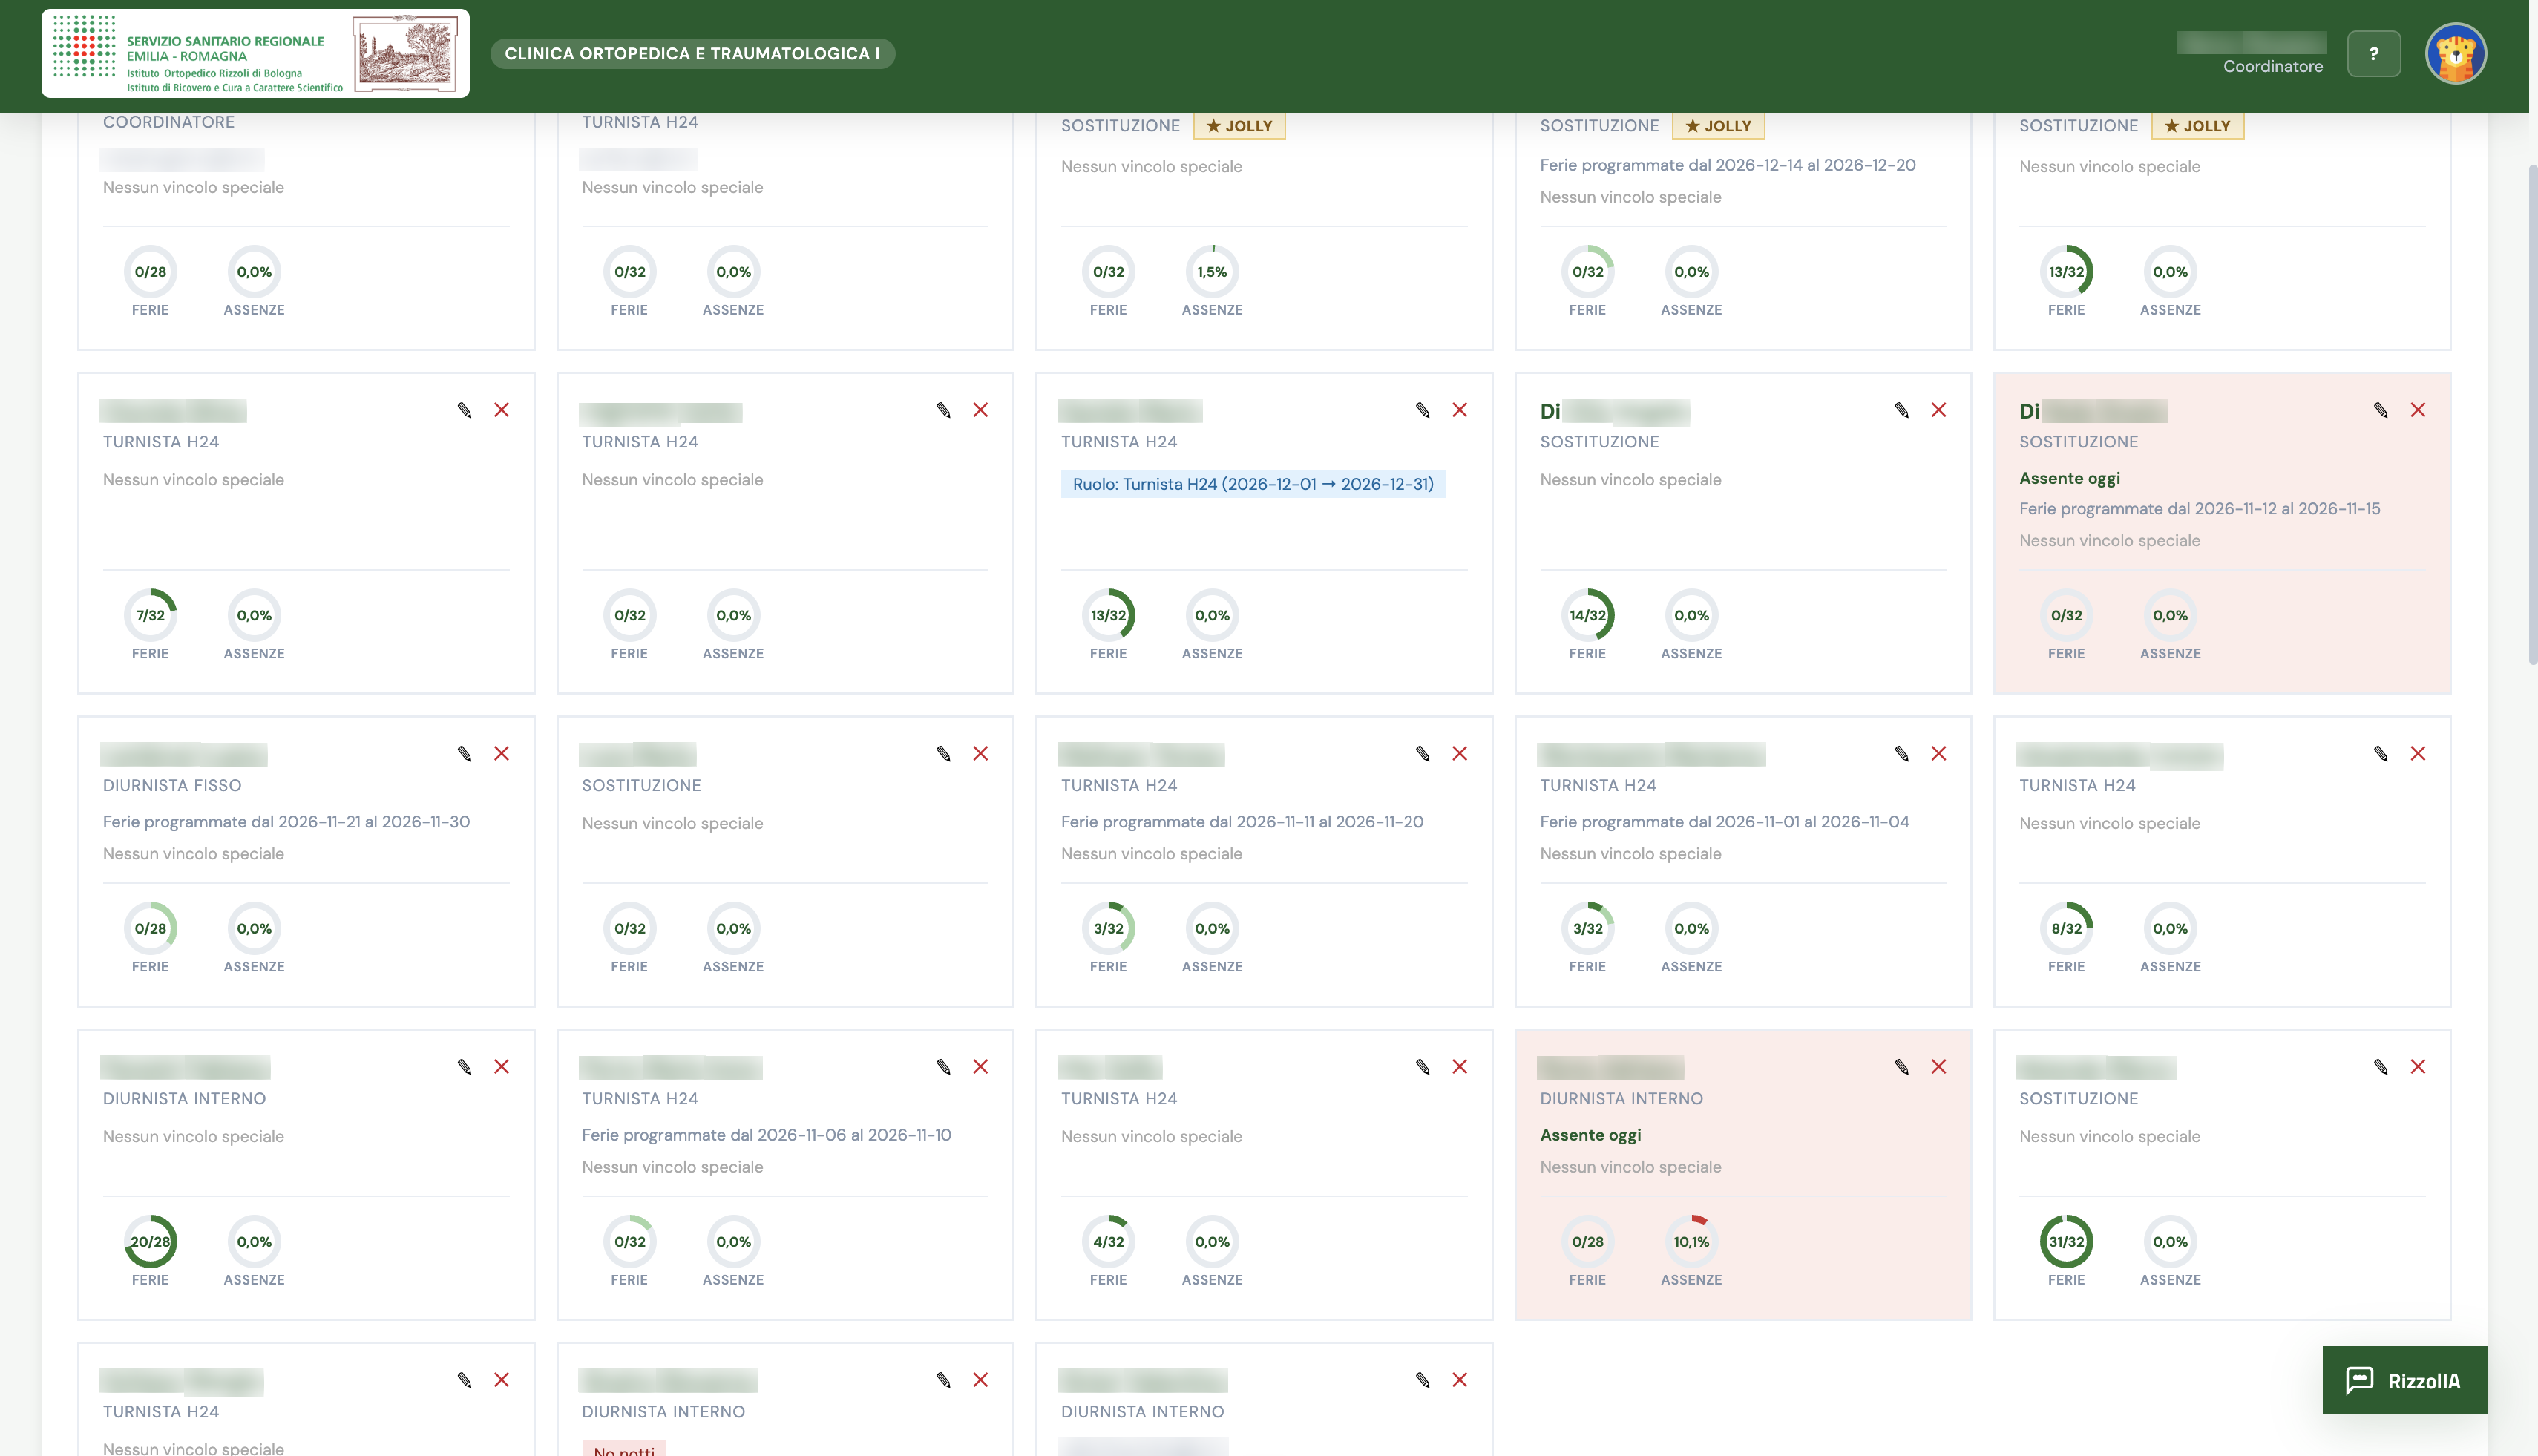 SERVIZIO SANITARIO REGIONALE
EMILIA - ROMAGNA
Istituto Ortopedico Rizzoli di Bologna
Istituto di Ricovero e Cura a Carattere Scientifico
CLINICA ORTOPEDICA E TRAUMATOLOGICA I
Coordinatore
?
COORDINATORE
Nessun vincolo speciale
0/28
0,0%
FERIE
ASSENZE
TURNISTA H24
Nessun vincolo speciale
0/32
0,0%
FERIE
ASSENZE
SOSTITUZIONE
★ JOLLY
Nessun vincolo speciale
0/32
1,5%
FERIE
ASSENZE
SOSTITUZIONE
★ JOLLY
Ferie programmate dal 2026-12-14 al 2026-12-20
Nessun vincolo speciale
0/32
0,0%
FERIE
ASSENZE
SOSTITUZIONE
★ JOLLY
Nessun vincolo speciale
13/32
0,0%
FERIE
ASSENZE
TURNISTA H24
Nessun vincolo speciale
7/32
0,0%
FERIE
ASSENZE
TURNISTA H24
Nessun vincolo speciale
0/32
0,0%
FERIE
ASSENZE
TURNISTA H24
Ruolo: Turnista H24 (2026-12-01 → 2026-12-31)
13/32
0,0%
FERIE
ASSENZE
Di
SOSTITUZIONE
Nessun vincolo speciale
14/32
0,0%
FERIE
ASSENZE
Di
SOSTITUZIONE
Assente oggi
Ferie programmate dal 2026-11-12 al 2026-11-15
Nessun vincolo speciale
0/32
0,0%
FERIE
ASSENZE
DIURNISTA FISSO
Ferie programmate dal 2026-11-21 al 2026-11-30
Nessun vincolo speciale
0/28
0,0%
FERIE
ASSENZE
SOSTITUZIONE
Nessun vincolo speciale
0/32
0,0%
FERIE
ASSENZE
TURNISTA H24
Ferie programmate dal 2026-11-11 al 2026-11-20
Nessun vincolo speciale
3/32
0,0%
FERIE
ASSENZE
TURNISTA H24
Ferie programmate dal 2026-11-01 al 2026-11-04
Nessun vincolo speciale
3/32
0,0%
FERIE
ASSENZE
TURNISTA H24
Nessun vincolo speciale
8/32
0,0%
FERIE
ASSENZE
DIURNISTA INTERNO
Nessun vincolo speciale
20/28
0,0%
FERIE
ASSENZE
TURNISTA H24
Ferie programmate dal 2026-11-06 al 2026-11-10
Nessun vincolo speciale
0/32
0,0%
FERIE
ASSENZE
TURNISTA H24
Nessun vincolo speciale
4/32
0,0%
FERIE
ASSENZE
DIURNISTA INTERNO
Assente oggi
Nessun vincolo speciale
0/28
10,1%
FERIE
ASSENZE
SOSTITUZIONE
Nessun vincolo speciale
31/32
0,0%
FERIE
ASSENZE
TURNISTA H24
Nessun vincolo speciale
DIURNISTA INTERNO
No notti
DIURNISTA INTERNO
RizzolIA